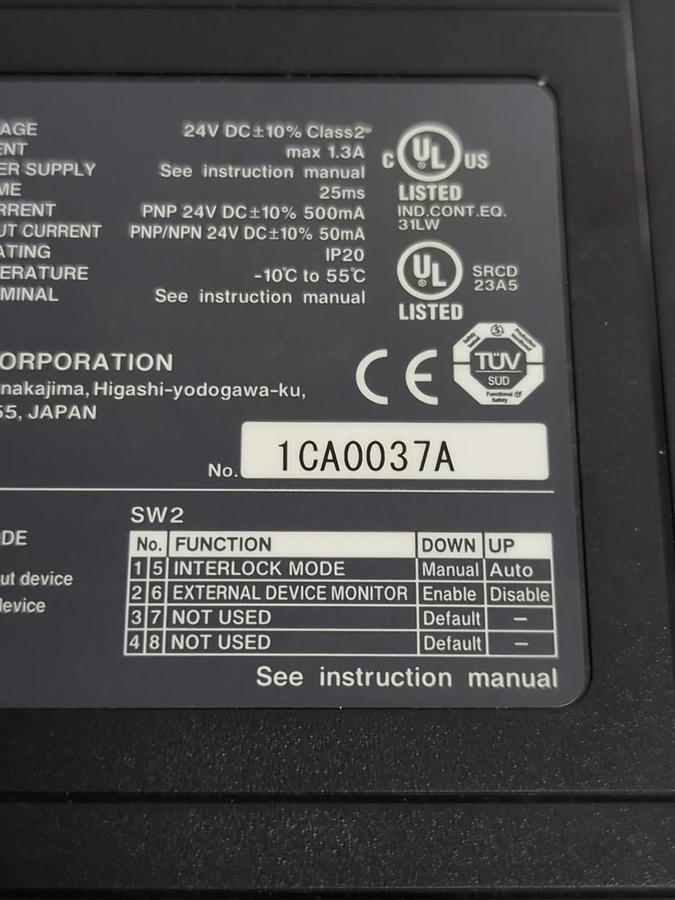 AGE 24V DC±10% Class2
ENT max 1.3A
ER SUPPLY See instruction manual
ME 25ms
RRENT PNP 24V DC±10% 500mA
UT CURRENT PNP/NPN 24V DC±10% 50mA
ATING IP20
ERATURE -10℃ to 55℃
MINAL See instruction manual
C UL US
LISTED
IND.CONT.EQ.
31LW
UL
LISTED
SRCD
23A5
CE
TÜV
SÜD
Functional
Safety
ORPORATION
nakajima, Higashi-yodogawa-ku,
55, JAPAN
No. 1CA0037A
DE
ut device
device
SW2
No. FUNCTION DOWN UP
1 5 INTERLOCK MODE Manual Auto
2 6 EXTERNAL DEVICE MONITOR Enable Disable
3 7 NOT USED Default —
4 8 NOT USED Default —
See instruction manual